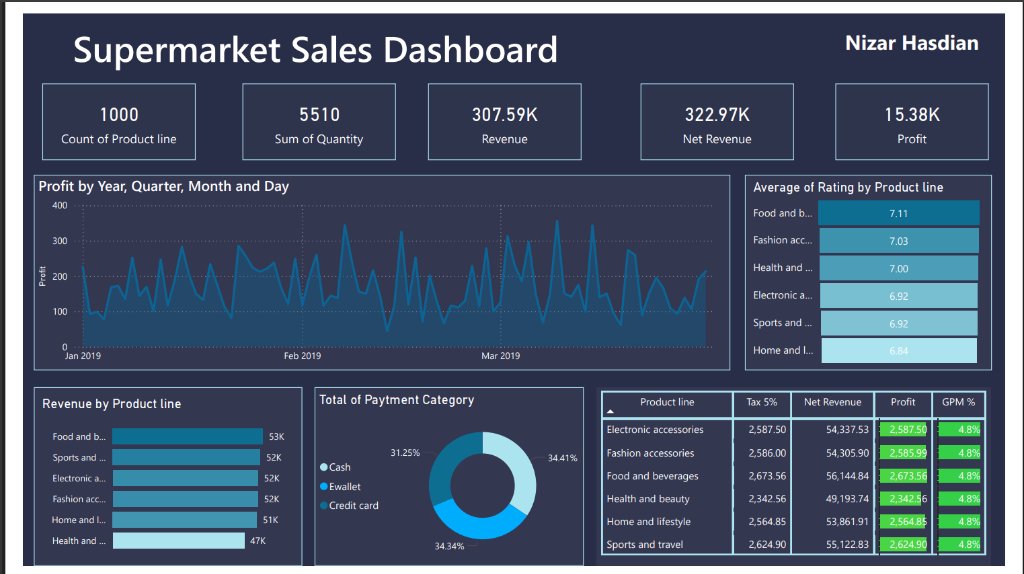 Supermarket Sales Dashboard
Nizar Hasdian
1000
Count of Product line
5510
Sum of Quantity
307.59K
Revenue
322.97K
Net Revenue
15.38K
Profit
Profit by Year, Quarter, Month and Day
Profit
400
300
200
100
0
Jan 2019 Feb 2019 Mar 2019
Average of Rating by Product line
Food and b... 7.11
Fashion acc... 7.03
Health and ... 7.00
Electronic a... 6.92
Sports and ... 6.92
Home and l... 6.84
Revenue by Product line
Food and b... 53K
Sports and ... 52K
Electronic a... 52K
Fashion acc... 52K
Home and l... 51K
Health and ... 47K
Total of Paytment Category
Cash
Ewallet
Credit card
31.25%
34.41%
34.34%
Product line Tax 5% Net Revenue Profit GPM %
Electronic accessories 2,587.50 54,337.53 2,587.50 4.8%
Fashion accessories 2,586.00 54,305.90 2,585.99 4.8%
Food and beverages 2,673.56 56,144.84 2,673.56 4.8%
Health and beauty 2,342.56 49,193.74 2,342.56 4.8%
Home and lifestyle 2,564.85 53,861.91 2,564.85 4.8%
Sports and travel 2,624.90 55,122.83 2,624.90 4.8%